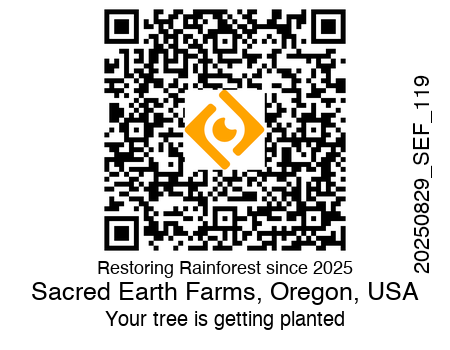 Restoring Rainforest since 2025
Sacred Earth Farms, Oregon, USA
Your tree is getting planted
20250829_SEF_119